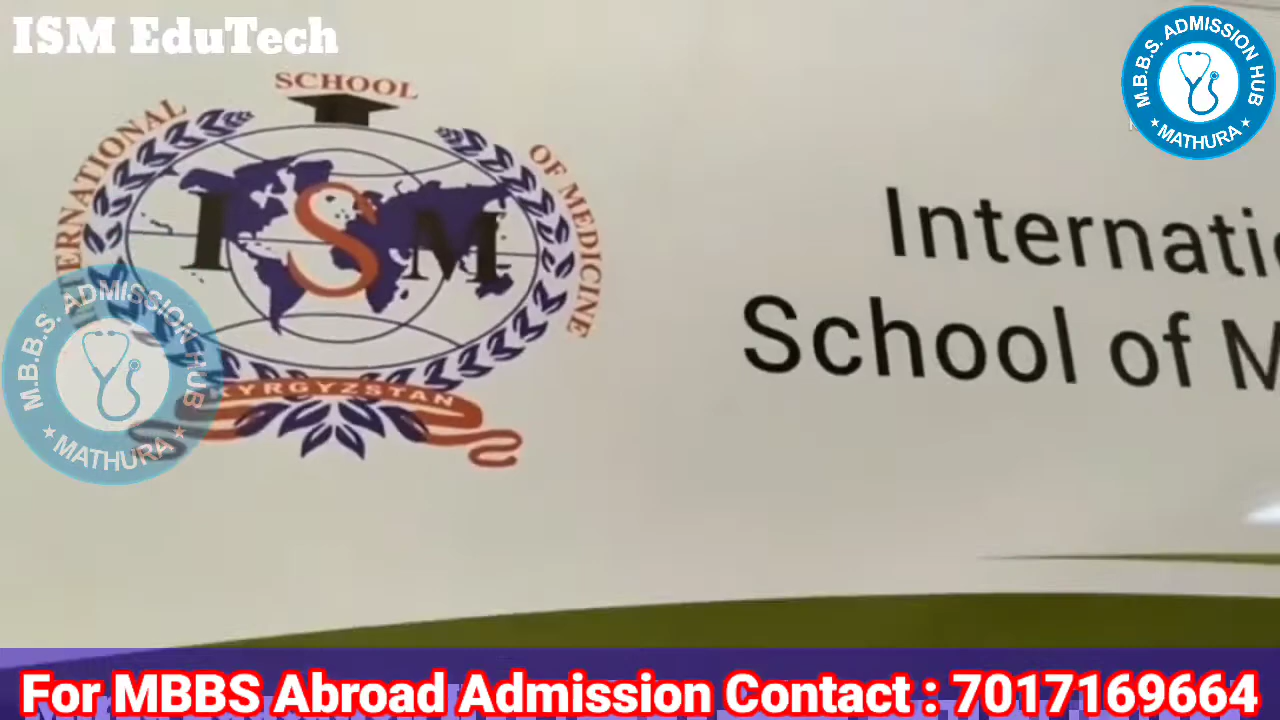 ISM EduTech
M.B.B.S. ADMISSION HUB
★ MATHURA ★
SCHOOL
INTERNATIONAL
OF MEDICINE
ISM
KYRGYZSTAN
School of
M.B.B.S. ADMISSION HUB
★ MATHURA ★
For MBBS Abroad Admission Contact : 7017169664